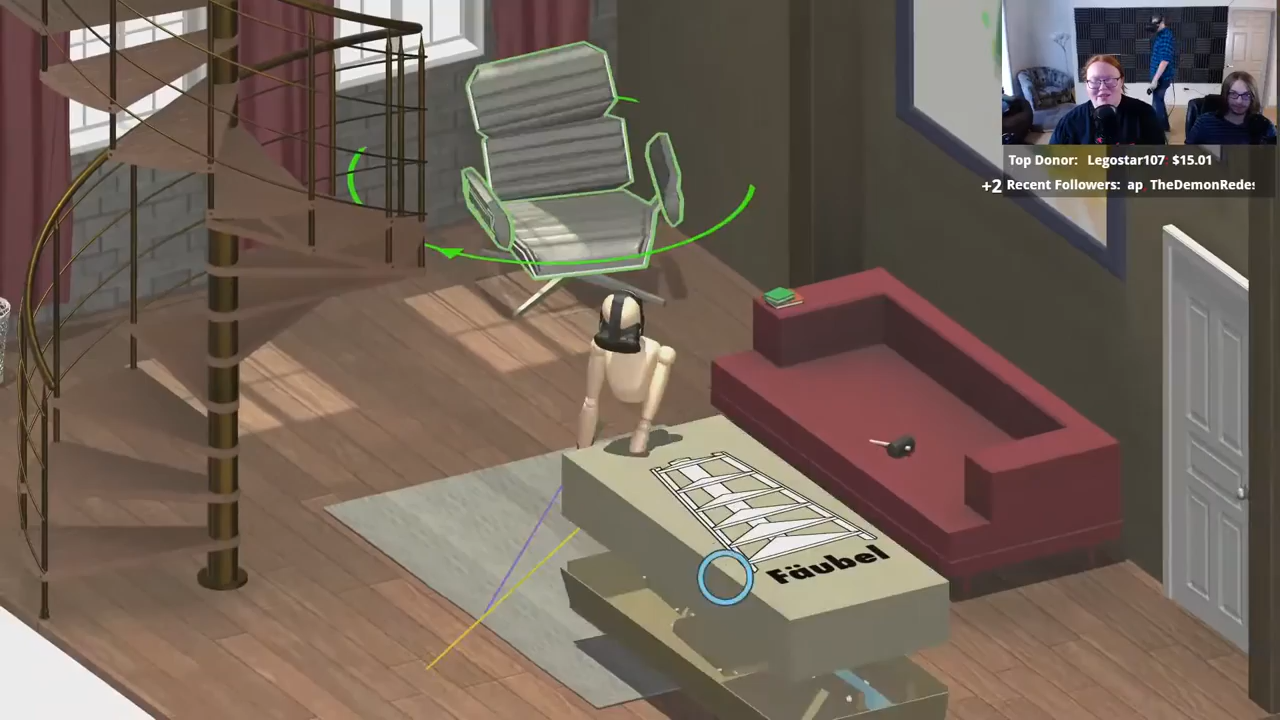 Top Donor: Legostar107 $15.01
+2 Recent Followers: ap TheDemonRede
Fäubel